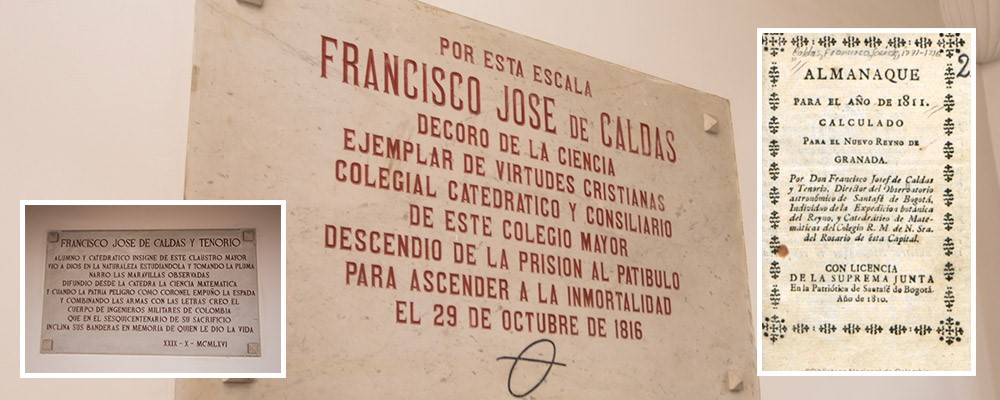 POR ESTA ESCALA
FRANCISCO JOSE DE CALDAS
DECORO DE LA CIENCIA
EJEMPLAR DE VIRTUDES CRISTIANAS
COLEGIAL CATEDRATICO Y CONSILIARIO
DE ESTE COLEGIO MAYOR
DESCENDIO DE LA PRISION AL PATIBULO
PARA ASCENDER A LA INMORTALIDAD
EL 29 DE OCTUBRE DE 1816
FRANCISCO JOSE DE CALDAS Y TENORIO
ALUMNO Y CATEDRATICO INSIGNE DE ESTE CLAUSTRO MAYOR
VIO A DIOS EN LA NATURALEZA ESTUDIANDOLA Y TOMANDO LA PLUMA
NARRO LAS MARAVILLAS OBSERVADAS
DIFUNDIO DESDE LA CATEDRA LA CIENCIA MATEMATICA
Y CUANDO LA PATRIA PELIGRO COMO CORONEL EMPUÑO LA ESPADA
Y COMBINANDO LAS ARMAS CON LAS LETRAS CREO EL
CUERPO DE INGENIEROS MILITARES DE COLOMBIA
QUE EN EL SESQUICENTENARIO DE SU SACRIFICIO
INCLINA SUS BANDERAS EN MEMORIA DE QUIEN LE DIO LA VIDA
XXIX - X - MCMLXVI
2
ALMANAQUE
PARA EL AÑO DE 1811.
CALCULADO
PARA EL NUEVO REYNO DE
GRANADA.
Por Don Francisco Josef de Caldas
y Tenorio, Director del Observatorio
astronómico de Santafé de Bogotá,
Individuo de la Expedicion botánica
del Reyno, y Catedrático de Mate-
máticas del Colegio R. M. de N. Sra.
del Rosario de ésta Capital.
CON LICENCIA
DE LA SUPREMA JUNTA
En la Patriótica de Santafé de Bogotá.
Año de 1810.